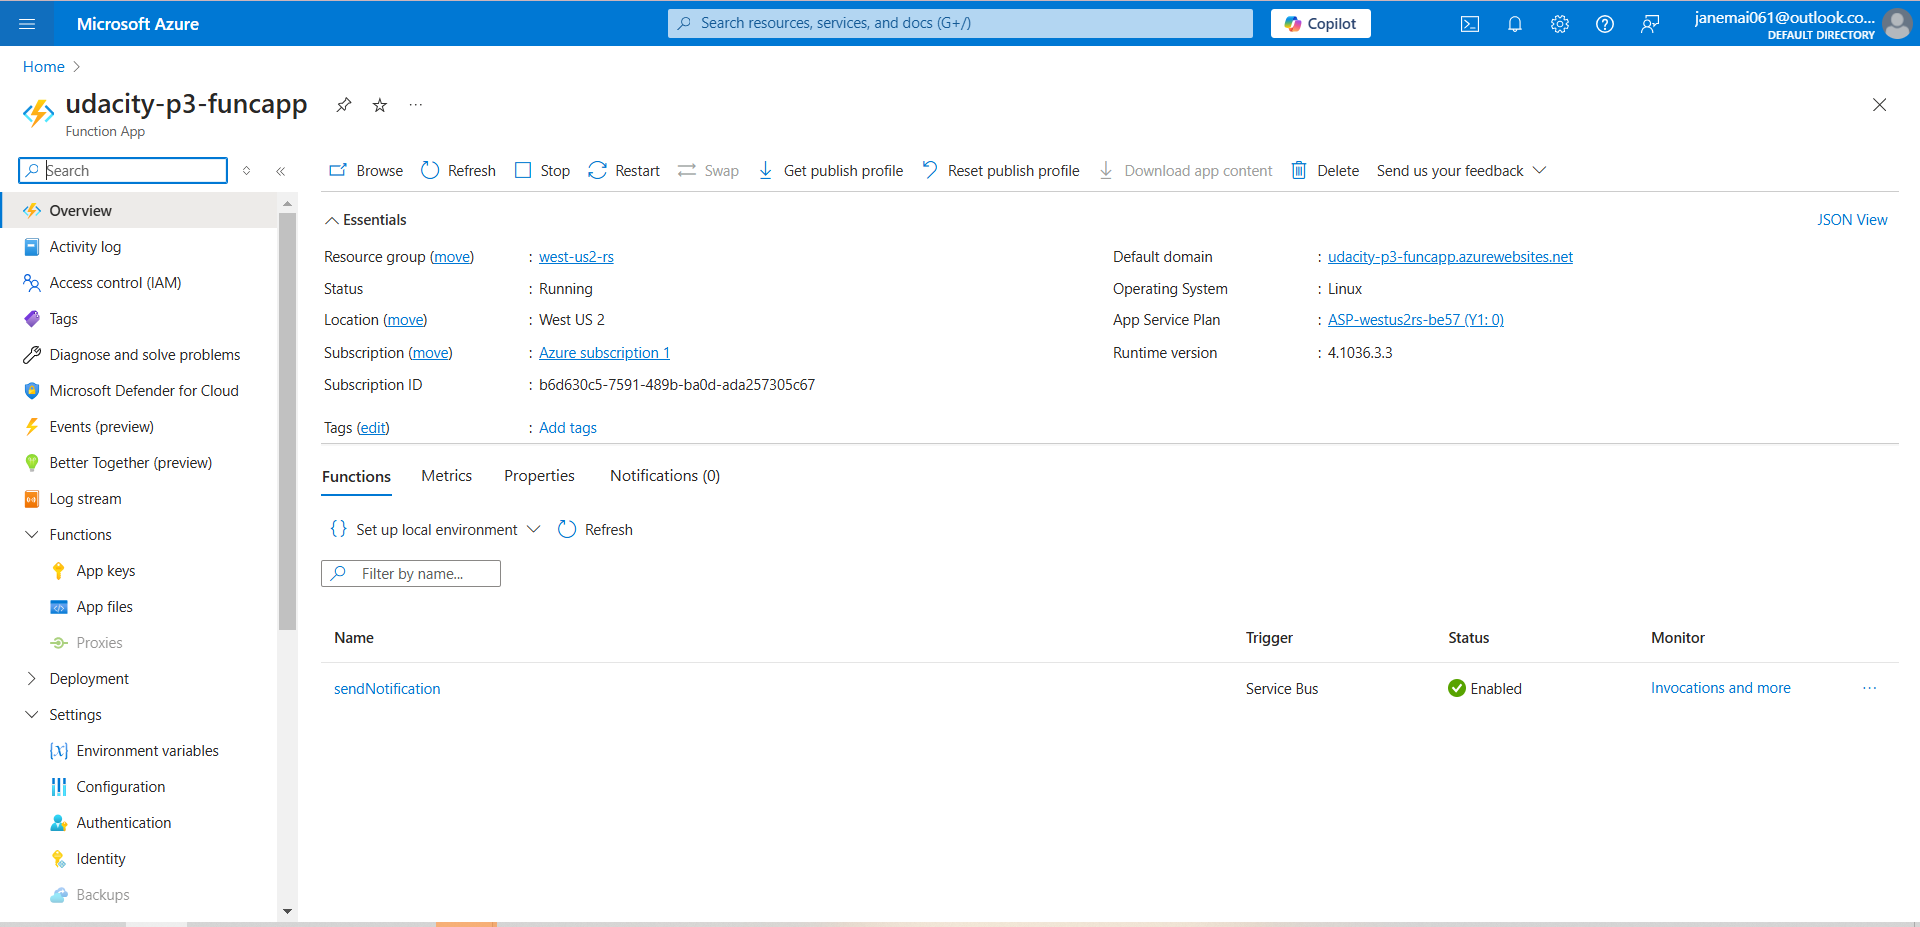 Microsoft Azure
Search resources, services, and docs (G+/)
Copilot
janemai061@outlook.co...
DEFAULT DIRECTORY
Home
udacity-p3-funcapp
Function App
Search
Overview
Activity log
Access control (IAM)
Tags
Diagnose and solve problems
Microsoft Defender for Cloud
Events (preview)
Better Together (preview)
Log stream
Functions
App keys
App files
Proxies
Deployment
Settings
Environment variables
Configuration
Authentication
Identity
Backups
Browse
Refresh
Stop
Restart
Swap
Get publish profile
Reset publish profile
Download app content
Delete
Send us your feedback
Essentials
JSON View
Resource group (move) : west-us2-rs
Status : Running
Location (move) : West US 2
Subscription (move) : Azure subscription 1
Subscription ID : b6d630c5-7591-489b-ba0d-ada257305c67
Tags (edit) : Add tags
Default domain : udacity-p3-funcapp.azurewebsites.net
Operating System : Linux
App Service Plan : ASP-westus2rs-be57 (Y1: 0)
Runtime version : 4.1036.3.3
Functions
Metrics
Properties
Notifications (0)
Set up local environment
Refresh
Filter by name...
Name Trigger Status Monitor
sendNotification Service Bus Enabled Invocations and more